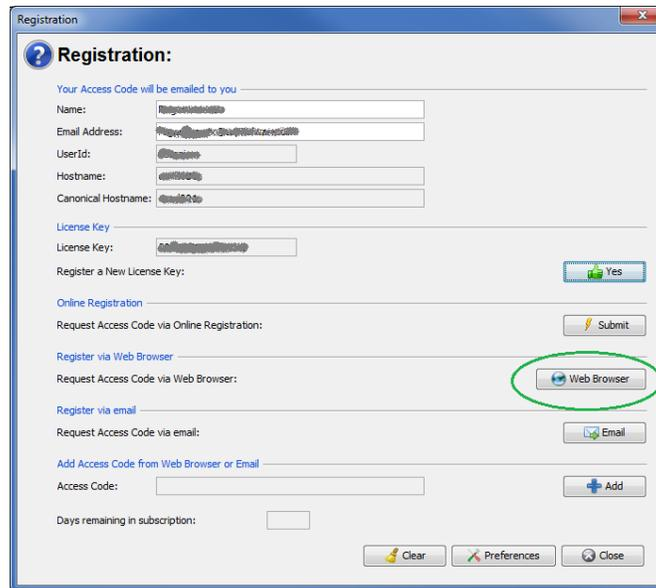 Registration
Registration:
Your Access Code will be emailed to you
Name:
Email Address:
UserId:
Hostname:
Canonical Hostname:
License Key
License Key:
Register a New License Key:
Yes
Online Registration
Request Access Code via Online Registration:
Submit
Register via Web Browser
Request Access Code via Web Browser:
Web Browser
Register via email
Request Access Code via email:
Email
Add Access Code from Web Browser or Email
Access Code:
Add
Days remaining in subscription:
Clear
Preferences
Close